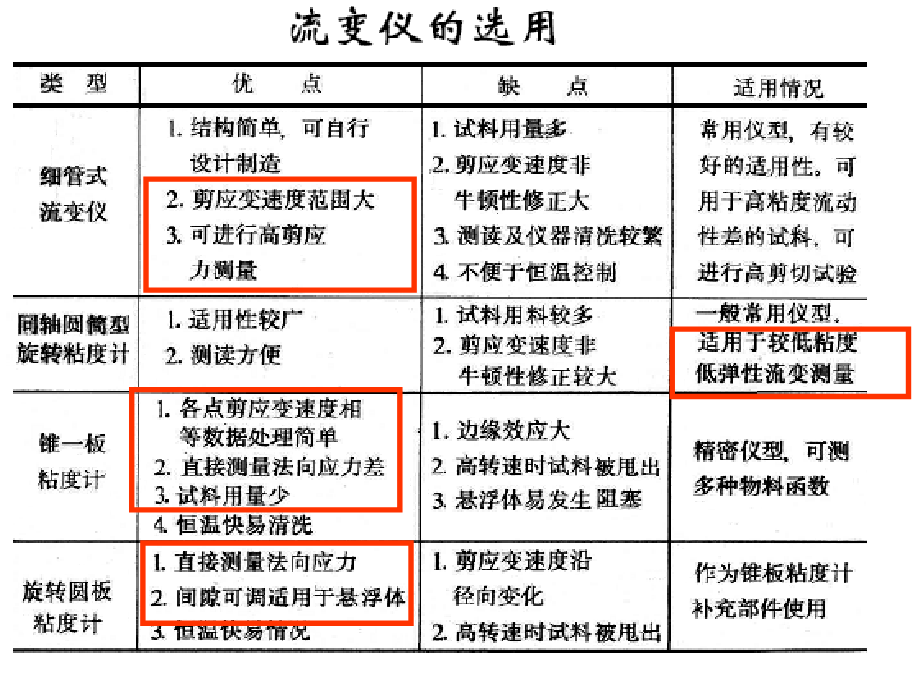 流变仪的选用
类 型
优 点
缺 点
适用情况
细管式
流变仪
1. 结构简单，可自行
设计制造
2. 剪应变速度范围大
3. 可进行高剪应
力测量
1. 试料用量多
2. 剪应变速度非
牛顿性修正大
3. 测读及仪器清洗较繁
4. 不便于恒温控制
常用仪型，有较
好的适用性。可
用于高粘度流动
性差的试料，可
进行高剪切试验
同轴圆筒型
旋转粘度计
1. 适用性较广
2. 测读方便
1. 试料用料较多
2. 剪应变速度非
牛顿性修正较大
一般常用仪型．
适用于较低粘度
低弹性流变测量
锥一板
粘度计
1. 各点剪应变速度相
等数据处理简单
2. 直接测量法向应力差
3. 试料用量少
4. 恒温快易清洗
1. 边缘效应大
2. 高转速时试料被甩出
3. 悬浮体易发生阻塞
精密仪型，可测
多种物料函数
旋转圆板
粘度计
1. 直接测量法向应力
2. 间隙可调适用于悬浮体
3. 恒温快易情况
1. 剪应变速度沿
径向变化
2. 高转速时试料被甩出
作为锥板粘度计
补充部件使用